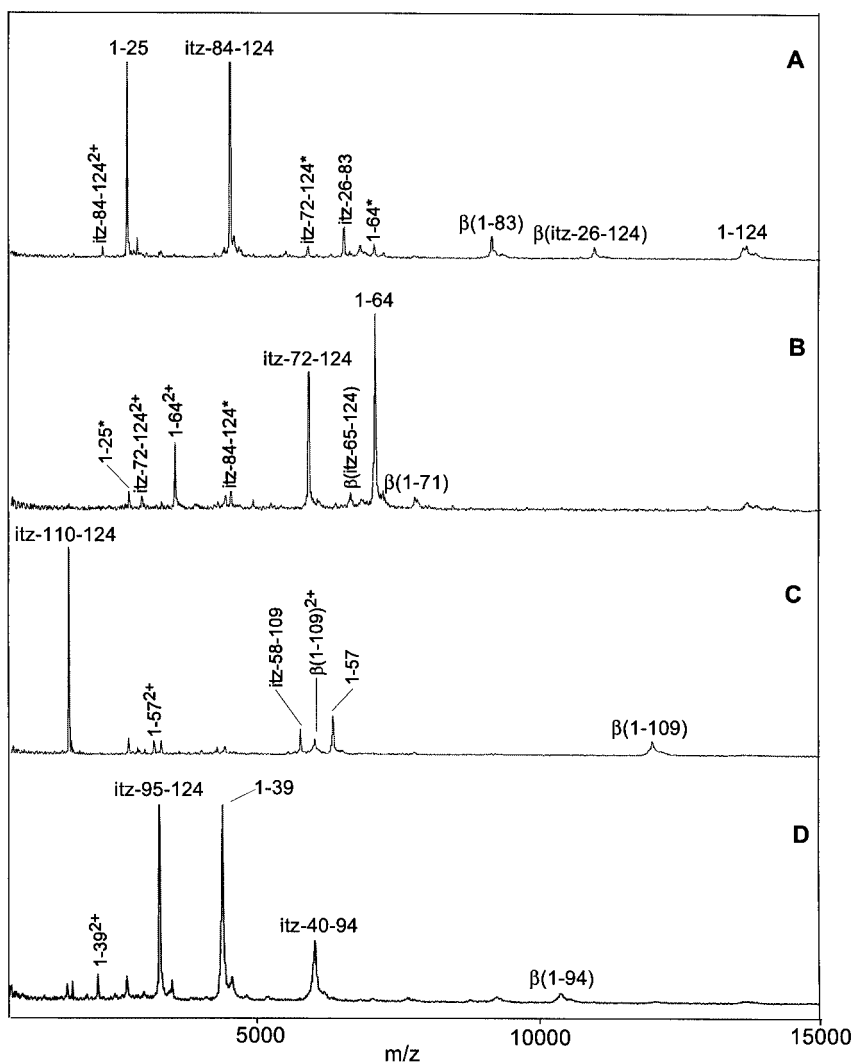 1-25
itz-84-124
A
itz-84-124²⁺
itz-72-124*
itz-26-83
1-64*
β(1-83)
β(itz-26-124)
1-124
1-64
B
itz-72-124
1-25*
itz-72-124²⁺
1-64²⁺
itz-84-124*
β(itz-65-124)
β(1-71)
itz-110-124
C
1-57²⁺
itz-58-109
β(1-109)²⁺
1-57
β(1-109)
itz-95-124
1-39
D
1-39²⁺
itz-40-94
β(1-94)
5000 10000 15000
m/z